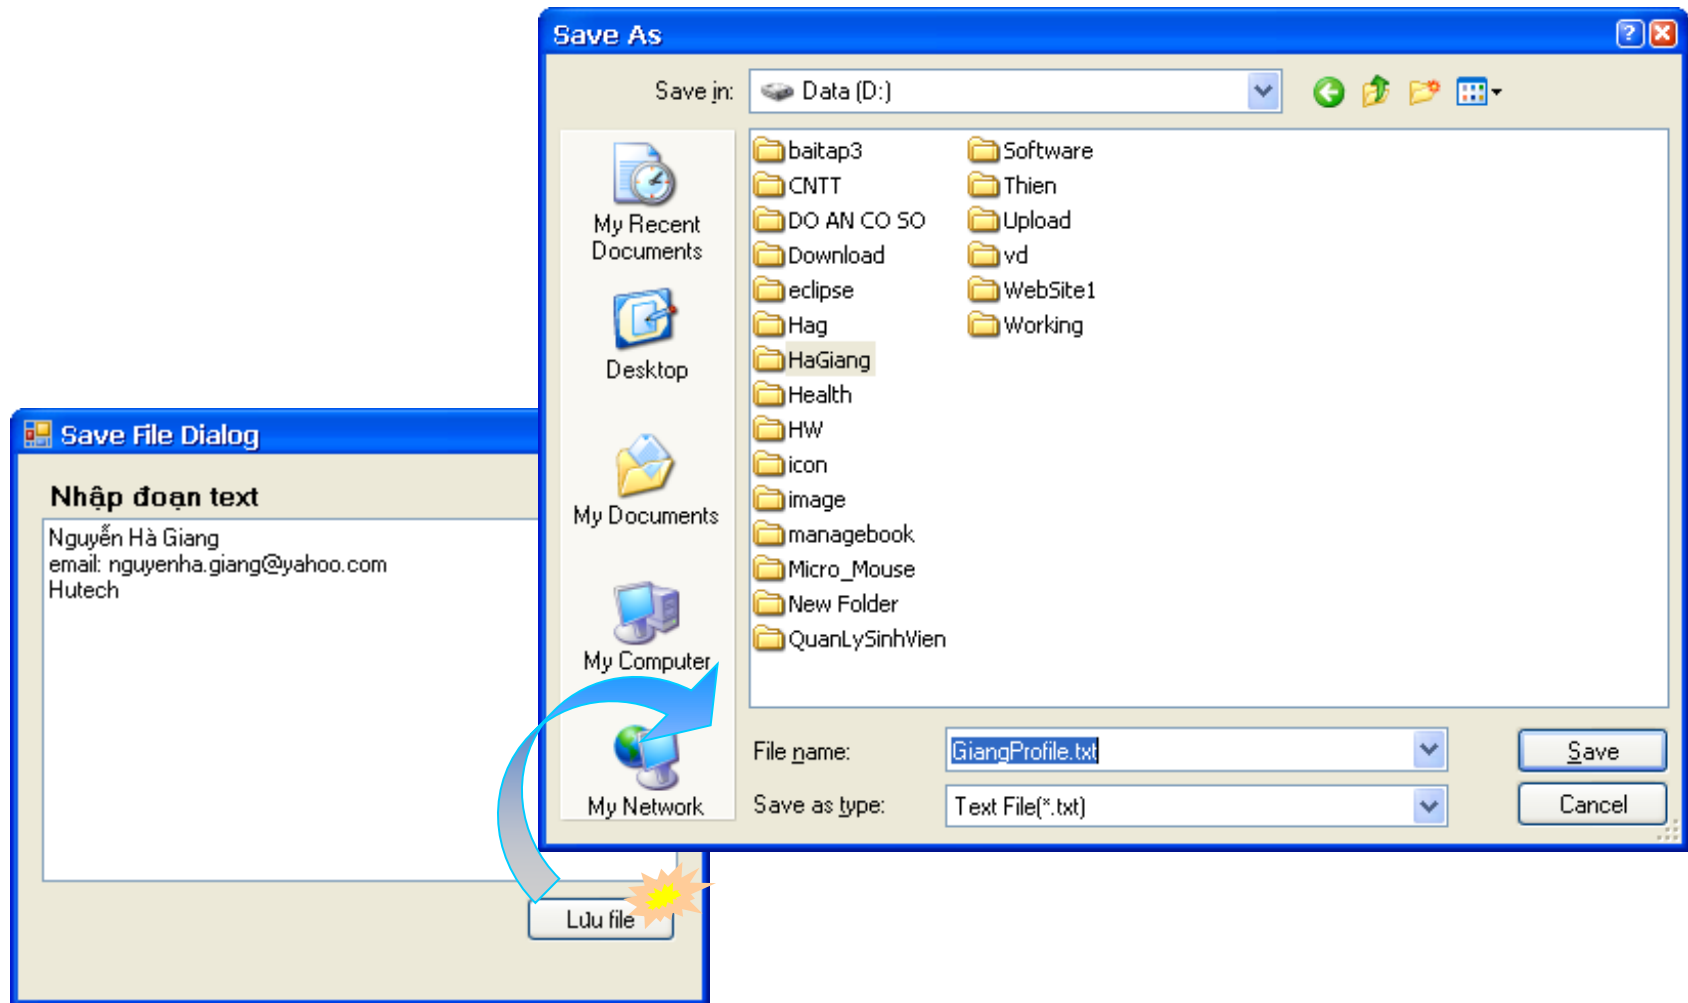 Save As
Save in:
Data (D:)
My Recent
Documents
Desktop
My Documents
My Computer
My Network
baitap3
CNTT
DO AN CO SO
Download
eclipse
Hag
HaGiang
Health
HW
icon
image
managebook
Micro_Mouse
New Folder
QuanLySinhVien
Software
Thien
Upload
vd
WebSite1
Working
File name:
GiangProfile.txt
Save
Save as type:
Text File(*.txt)
Cancel
Save File Dialog
Nhập đoạn text
Nguyễn Hà Giang
email: nguyenha.giang@yahoo.com
Hutech
Lưu file